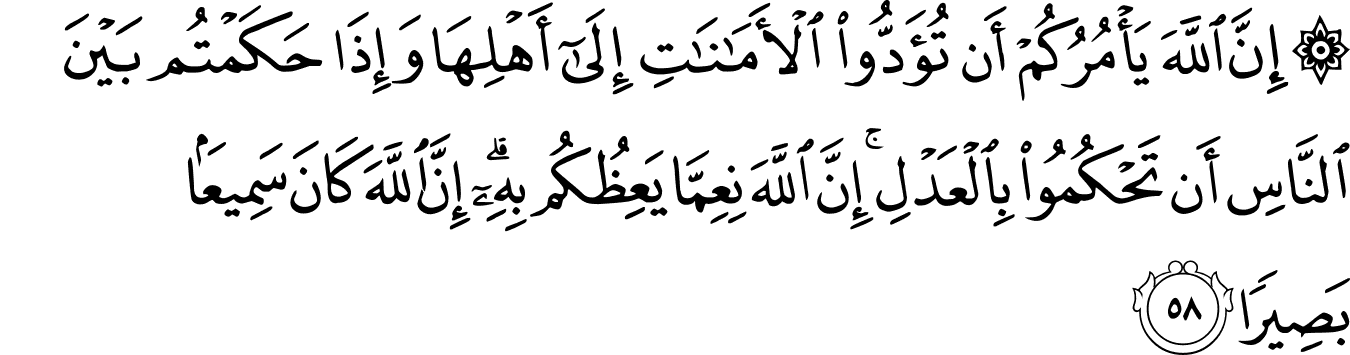 ۞ إِنَّ ٱللَّهَ يَأْمُرُكُمْ أَن تُؤَدُّوا۟ ٱلْأَمَـٰنَـٰتِ إِلَىٰٓ أَهْلِهَا وَإِذَا حَكَمْتُم بَيْنَ
ٱلنَّاسِ أَن تَحْكُمُوا۟ بِٱلْعَدْلِ ۚ إِنَّ ٱللَّهَ نِعِمَّا يَعِظُكُم بِهِۦٓ ۗ إِنَّ ٱللَّهَ كَانَ سَمِيعًۢا
بَصِيرًا ٥٨